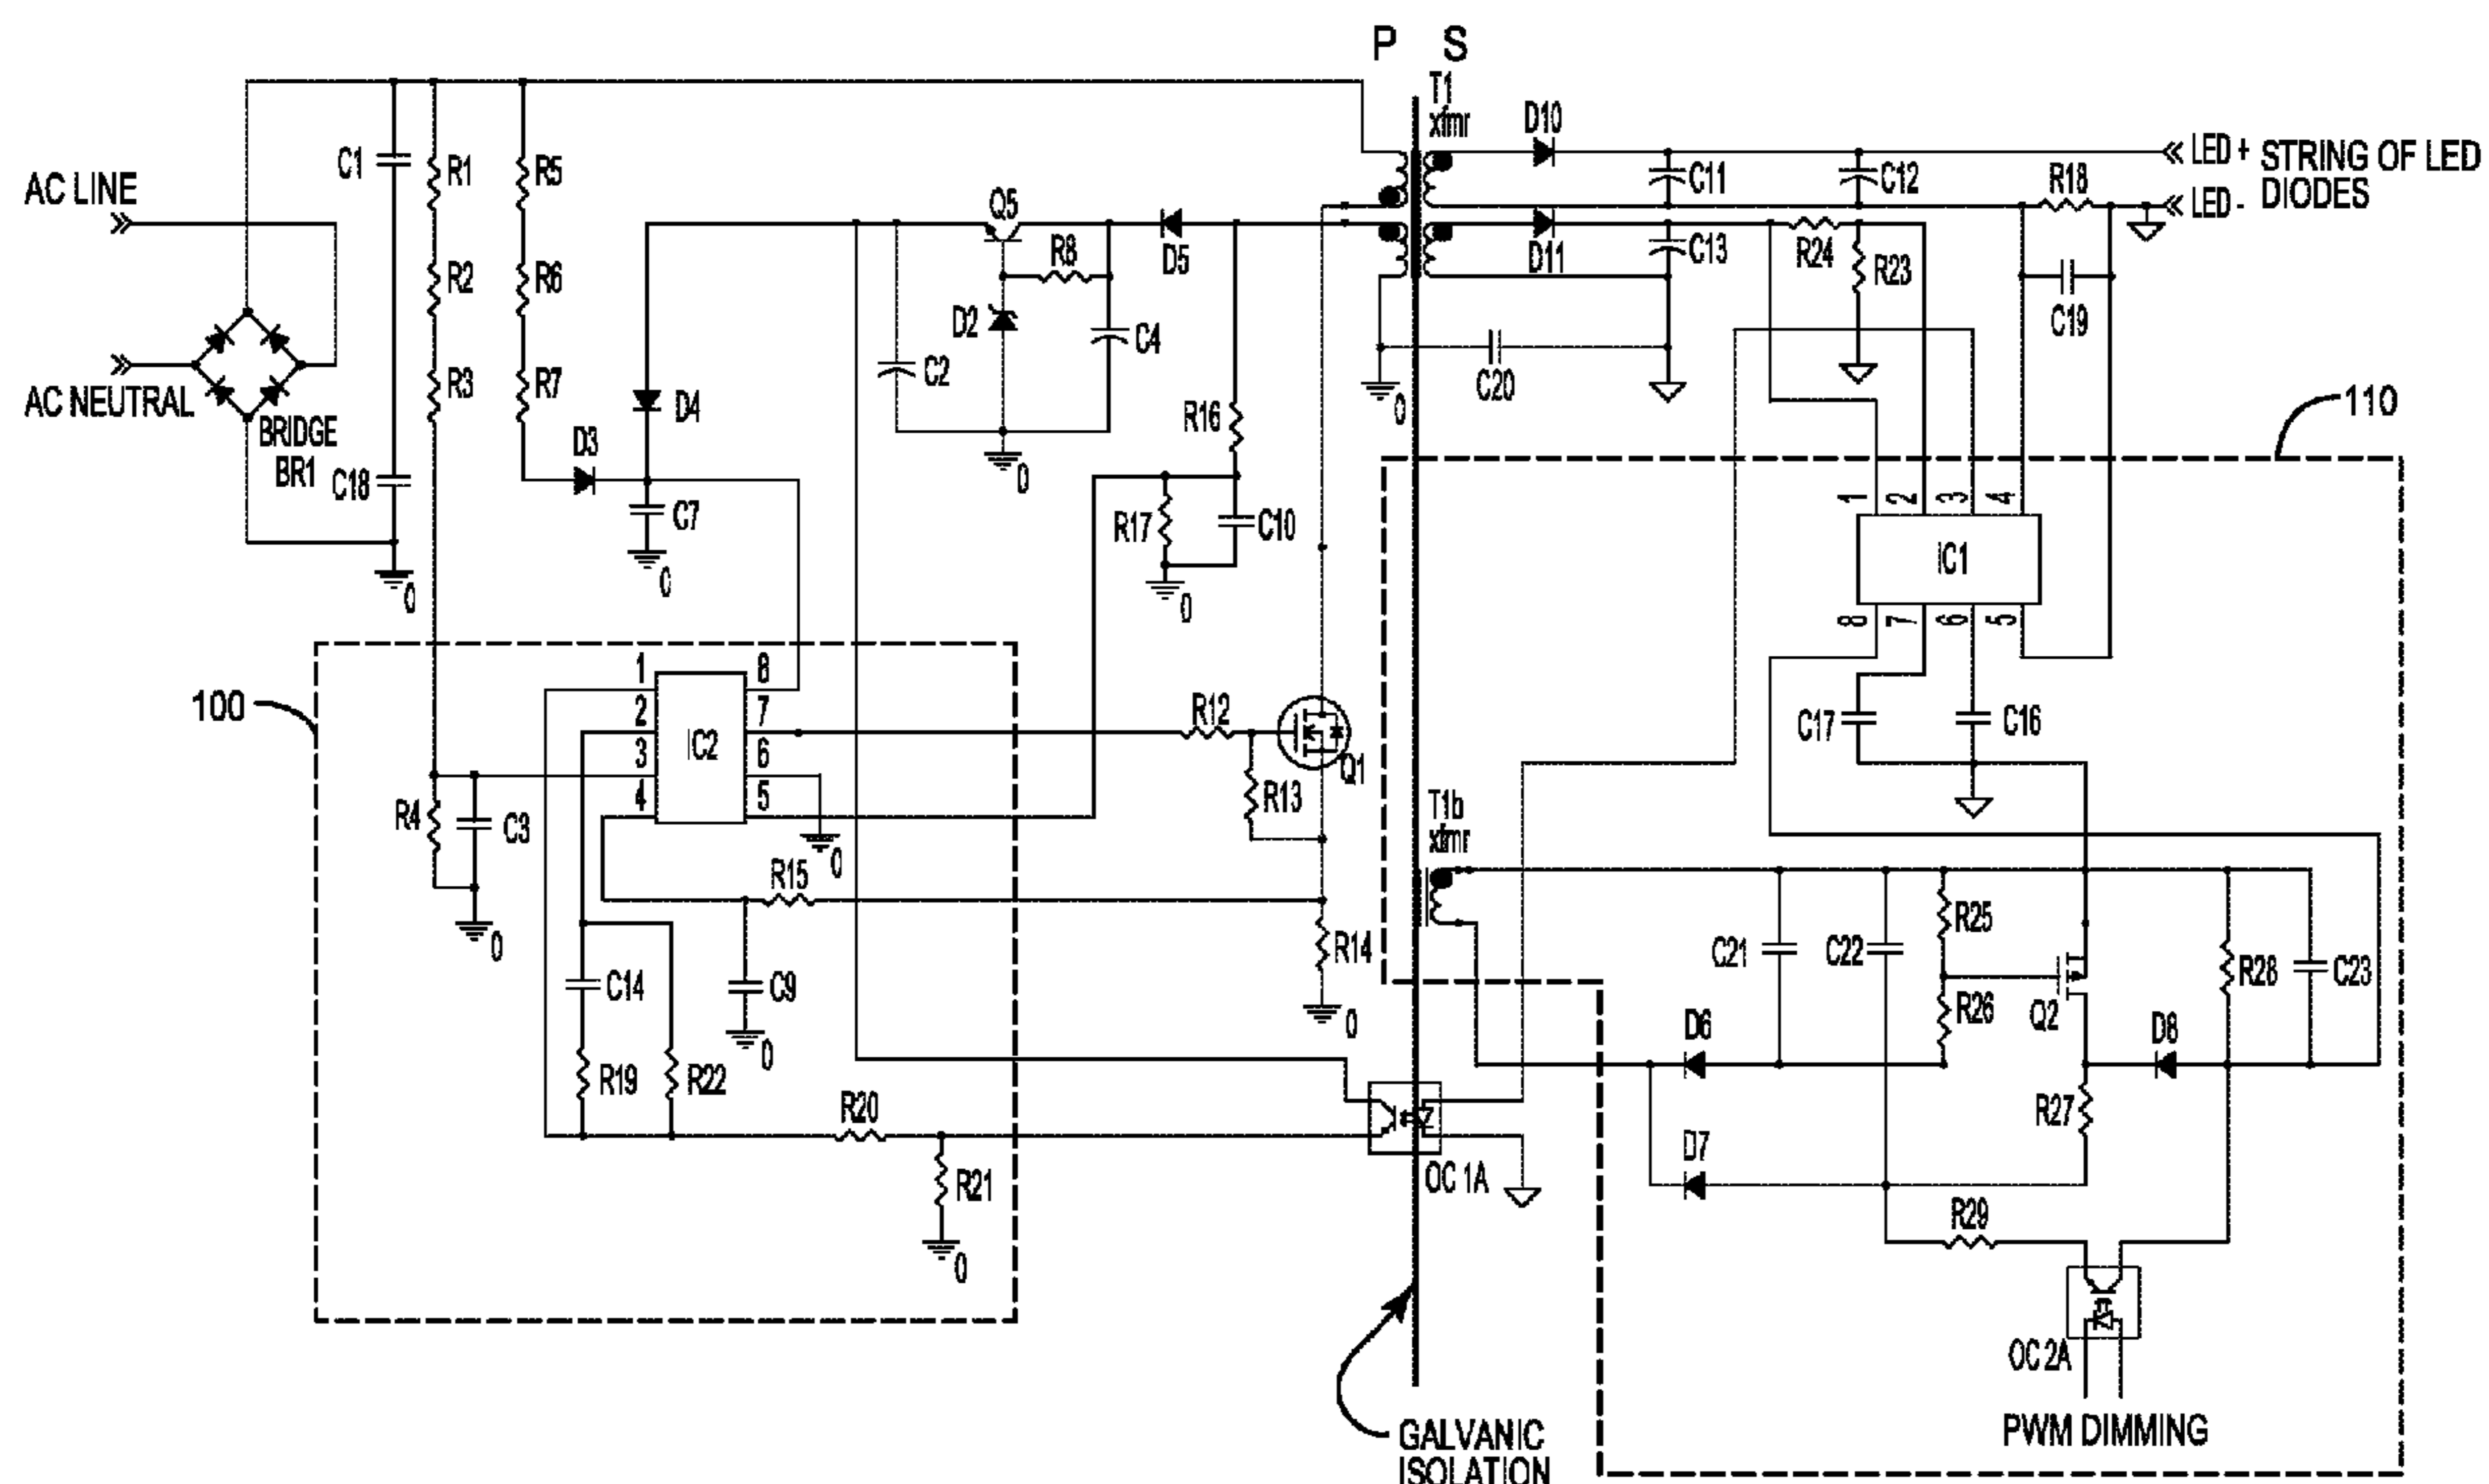 P S
T1
xfmr
D10
LED + STRING OF LED
DIODES
LED -
C1
R1
R5
AC LINE
Q5
C11
C12
R18
R8
D5
D11
C13
R24
R23
R2
R6
D2
C4
C19
C2
C20
0
AC NEUTRAL
R3
R7
D4
R16
110
BRIDGE
BR1
D3
C18
C7
0
R17
C10
1 2 3 4
IC1
0
0
0
8 7 6 5
100
1
2
3
4
IC2
8
7
6
5
R12
Q1
C17
C16
R4
C3
R13
T1b
xfmr
0
R15
0
R14
R25
C21
C22
R28
C23
C14
C9
0
R26
Q2
D6
D8
0
R19
R22
R20
R27
D7
R21
OC 1A
R29
0
OC 2A
PWM DIMMING
GALVANIC
ISOLATION